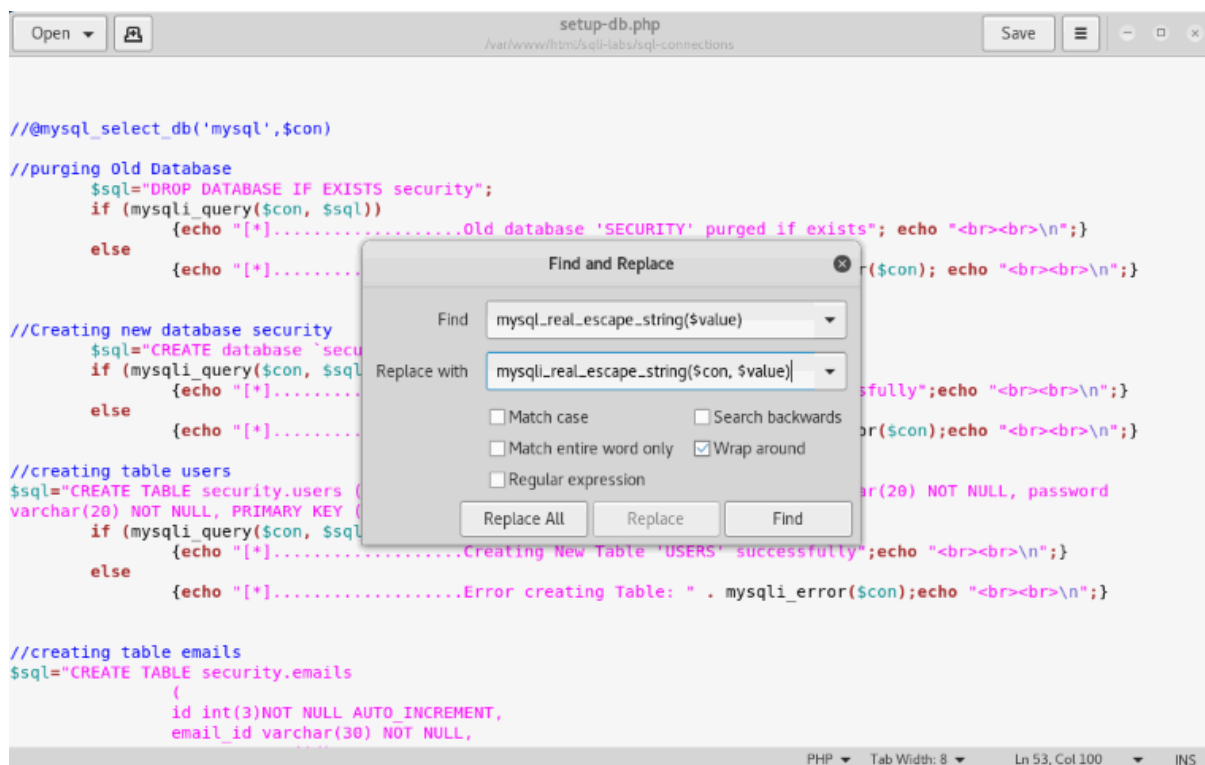 Open
setup-db.php
/var/www/html/sqli-labs/sql-connections
Save
//@mysql_select_db('mysql',$con)
//purging Old Database
$sql="DROP DATABASE IF EXISTS security";
if (mysqli_query($con, $sql))
{echo "[*]...................Old database 'SECURITY' purged if exists"; echo "<br><br>\n";}
else
{echo "[*]......... r($con); echo "<br><br>\n";}
//Creating new database security
$sql="CREATE database `secu
if (mysqli_query($con, $sql
{echo "[*]......... sfully";echo "<br><br>\n";}
else
{echo "[*]......... or($con);echo "<br><br>\n";}
//creating table users
$sql="CREATE TABLE security.users ( ar(20) NOT NULL, password
varchar(20) NOT NULL, PRIMARY KEY (
if (mysqli_query($con, $sql
{echo "[*]...................Creating New Table 'USERS' successfully";echo "<br><br>\n";}
else
{echo "[*]...................Error creating Table: " . mysqli_error($con);echo "<br><br>\n";}
//creating table emails
$sql="CREATE TABLE security.emails
(
id int(3)NOT NULL AUTO_INCREMENT,
email_id varchar(30) NOT NULL,
Find and Replace
Find mysql_real_escape_string($value)
Replace with mysqli_real_escape_string($con, $value)
Match case Search backwards
Match entire word only Wrap around
Regular expression
Replace All Replace Find
PHP Tab Width: 8 Ln 53, Col 100 INS